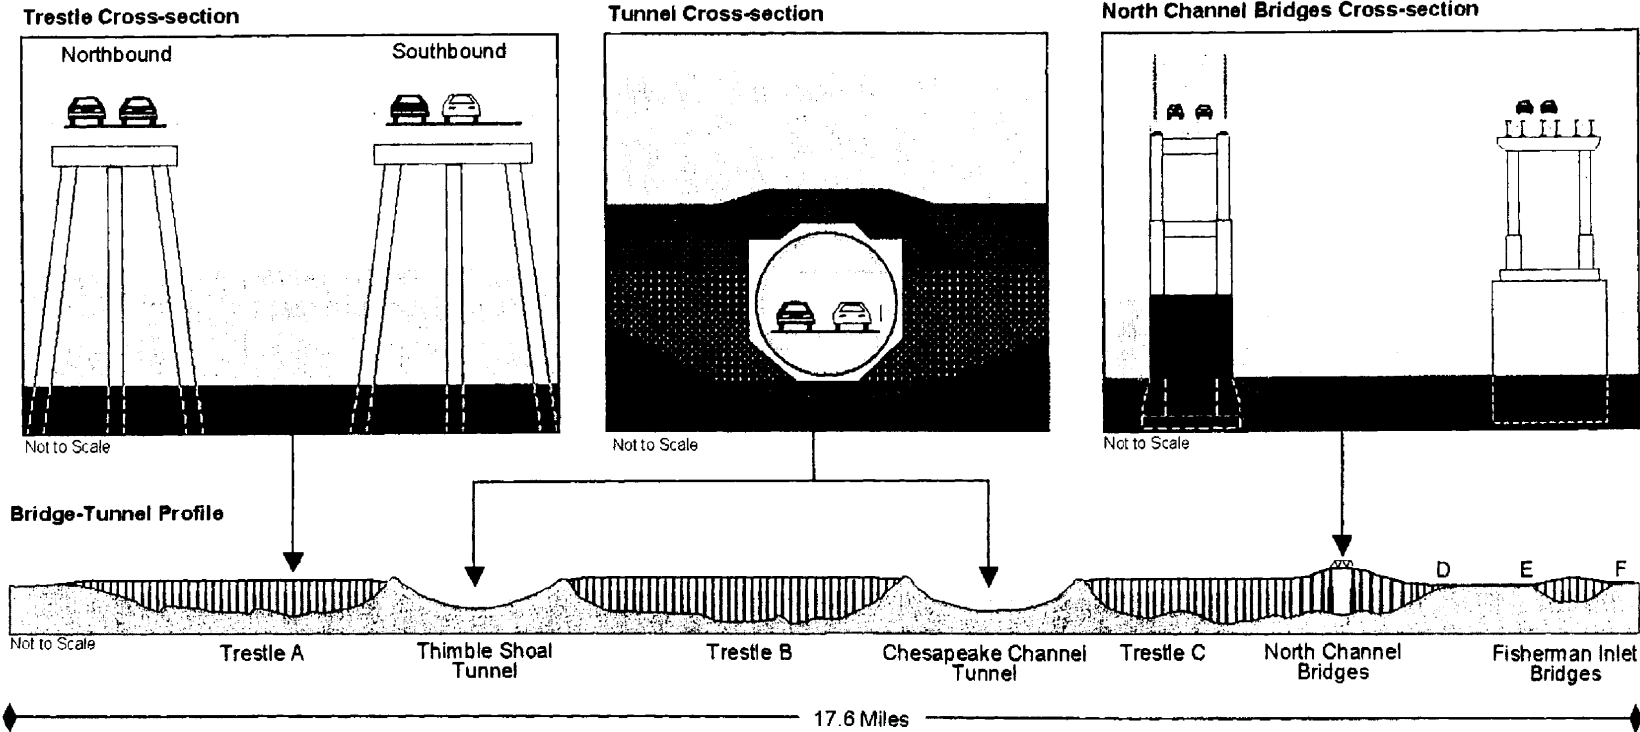 Trestle Cross-section
Tunnel Cross-section
North Channel Bridges Cross-section
Northbound
Southbound
Not to Scale
Not to Scale
Not to Scale
Bridge-Tunnel Profile
D
E
F
Not to Scale
Trestle A
Thimble Shoal
Tunnel
Trestle B
Chesapeake Channel
Tunnel
Trestle C
North Channel
Bridges
Fisherman Inlet
Bridges
17.6 Miles